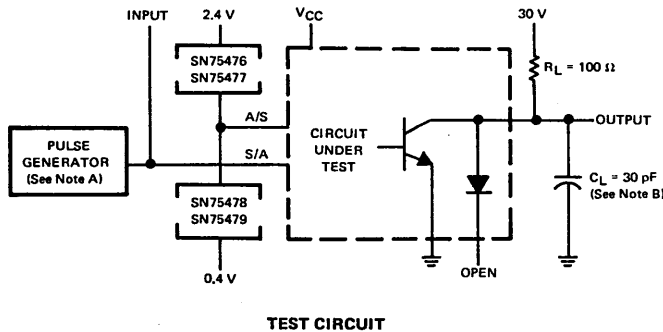 INPUT
2.4 V
VCC
30 V
SN75476
SN75477
RL = 100 Ω
A/S
CIRCUIT
UNDER
TEST
OUTPUT
PULSE
GENERATOR
(See Note A)
S/A
CL = 30 pF
(See Note B)
SN75478
SN75479
0.4 V
OPEN
TEST CIRCUIT